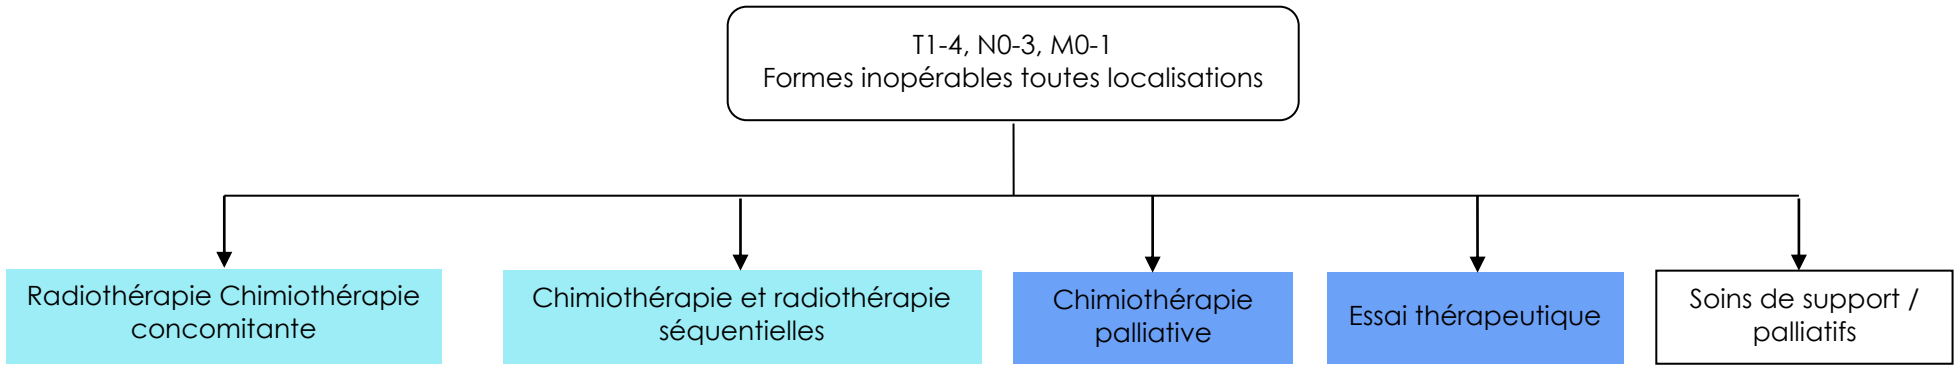 T1-4, N0-3, M0-1
Formes inopérables toutes localisations
Radiothérapie Chimiothérapie
concomitante
Chimiothérapie et radiothérapie
séquentielles
Chimiothérapie
palliative
Essai thérapeutique
Soins de support /
palliatifs